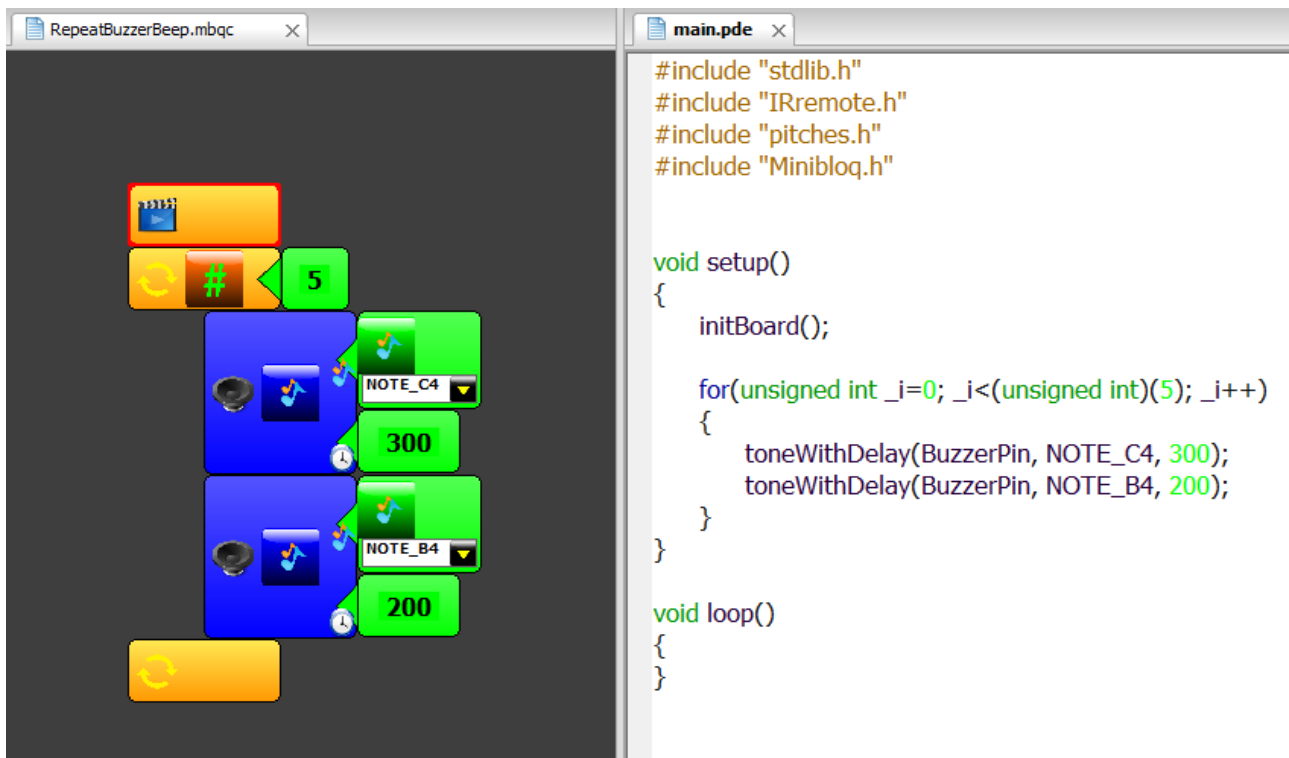 RepeatBuzzerBeep.mbqc
#
5
NOTE_C4
300
NOTE_B4
200
main.pde
#include "stdlib.h"
#include "IRremote.h"
#include "pitches.h"
#include "Minibloq.h"
void setup()
{
initBoard();
for(unsigned int _i=0; _i<(unsigned int)(5); _i++)
{
toneWithDelay(BuzzerPin, NOTE_C4, 300);
toneWithDelay(BuzzerPin, NOTE_B4, 200);
}
}
void loop()
{
}